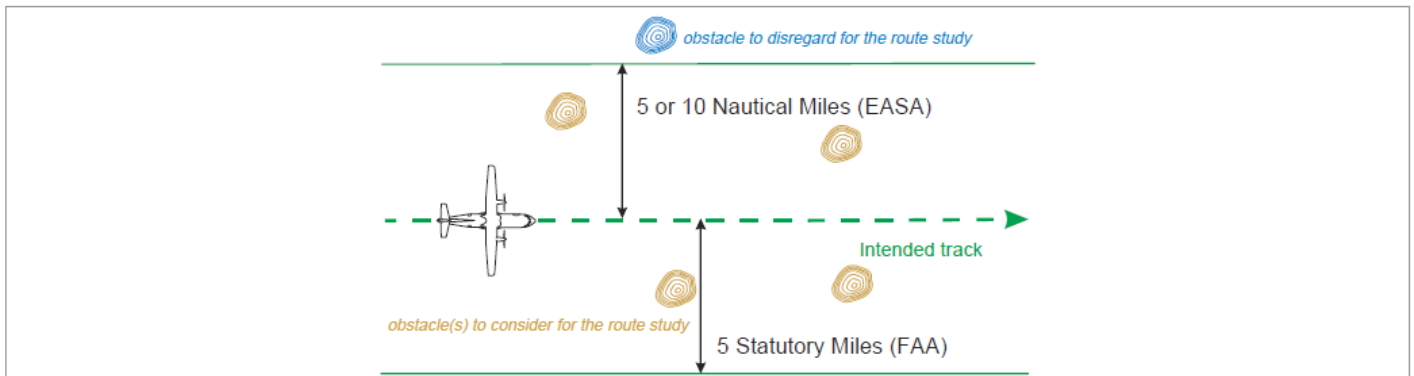 obstacle to disregard for the route study
5 or 10 Nautical Miles (EASA)
Intended track
obstacle(s) to consider for the route study
5 Statutory Miles (FAA)